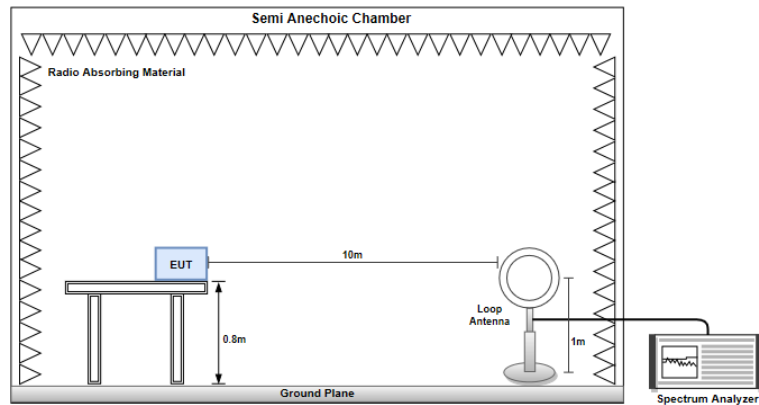 Semi Anechoic Chamber
Radio Absorbing Material
EUT
10m
Loop
Antenna
0.8m
1m
Ground Plane
Spectrum Analyzer